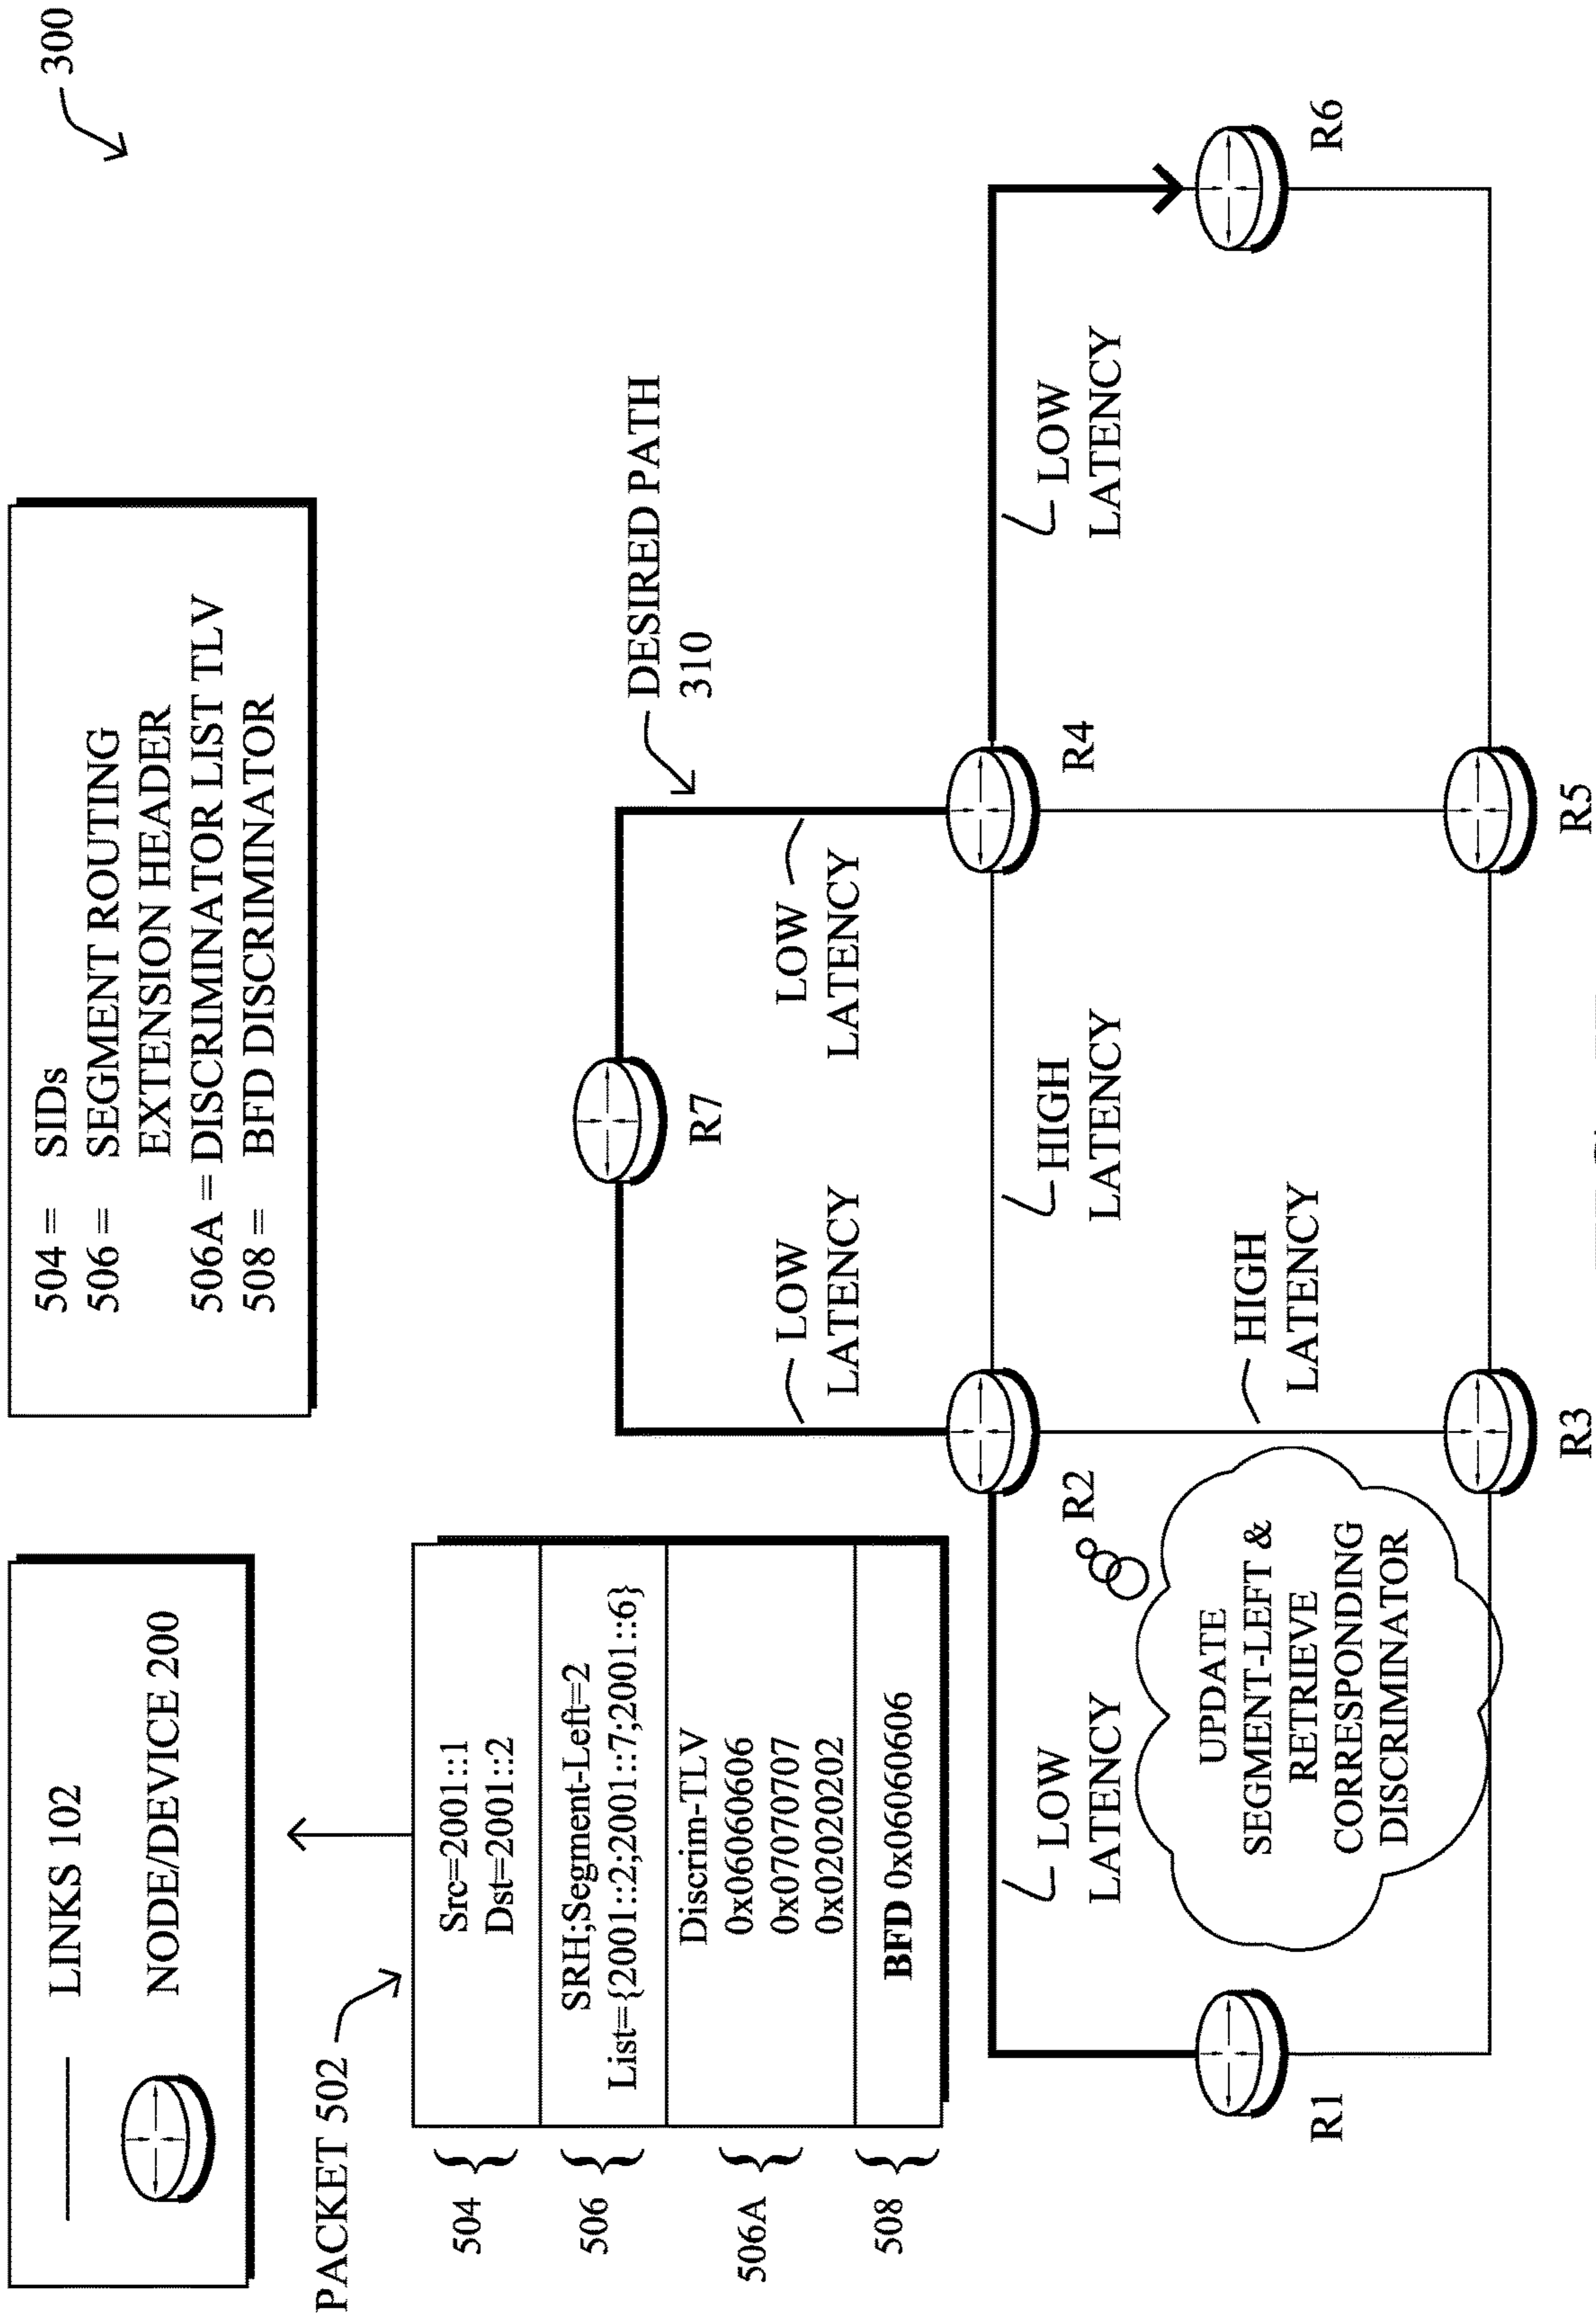 300
LINKS 102
NODE/DEVICE 200
504 = SIDs
506 = SEGMENT ROUTING
EXTENSION HEADER
506A = DISCRIMINATOR LIST TLV
508 = BFD DISCRIMINATOR
PACKET 502
504
Src=2001::1
Dst=2001::2
506
SRH;Segment-Left=2
List={2001::2;2001::7;2001::6}
506A
Discrim-TLV
0x06060606
0x07070707
0x02020202
508
BFD 0x06060606
DESIRED PATH
310
R7
LOW
LATENCY
LOW
LATENCY
R2
R4
LOW
LATENCY
HIGH
LATENCY
LOW
LATENCY
R1
UPDATE
SEGMENT-LEFT &
RETRIEVE
CORRESPONDING
DISCRIMINATOR
HIGH
LATENCY
R6
R3
R5